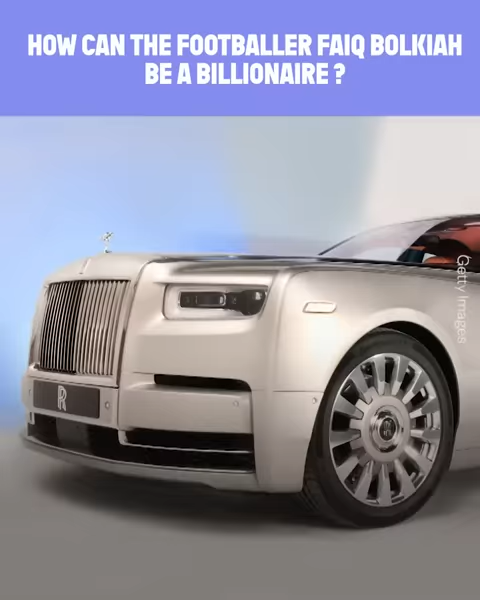 HOW CAN THE FOOTBALLER FAIQ BOLKIAH
BE A BILLIONAIRE ?
Getty Images
R